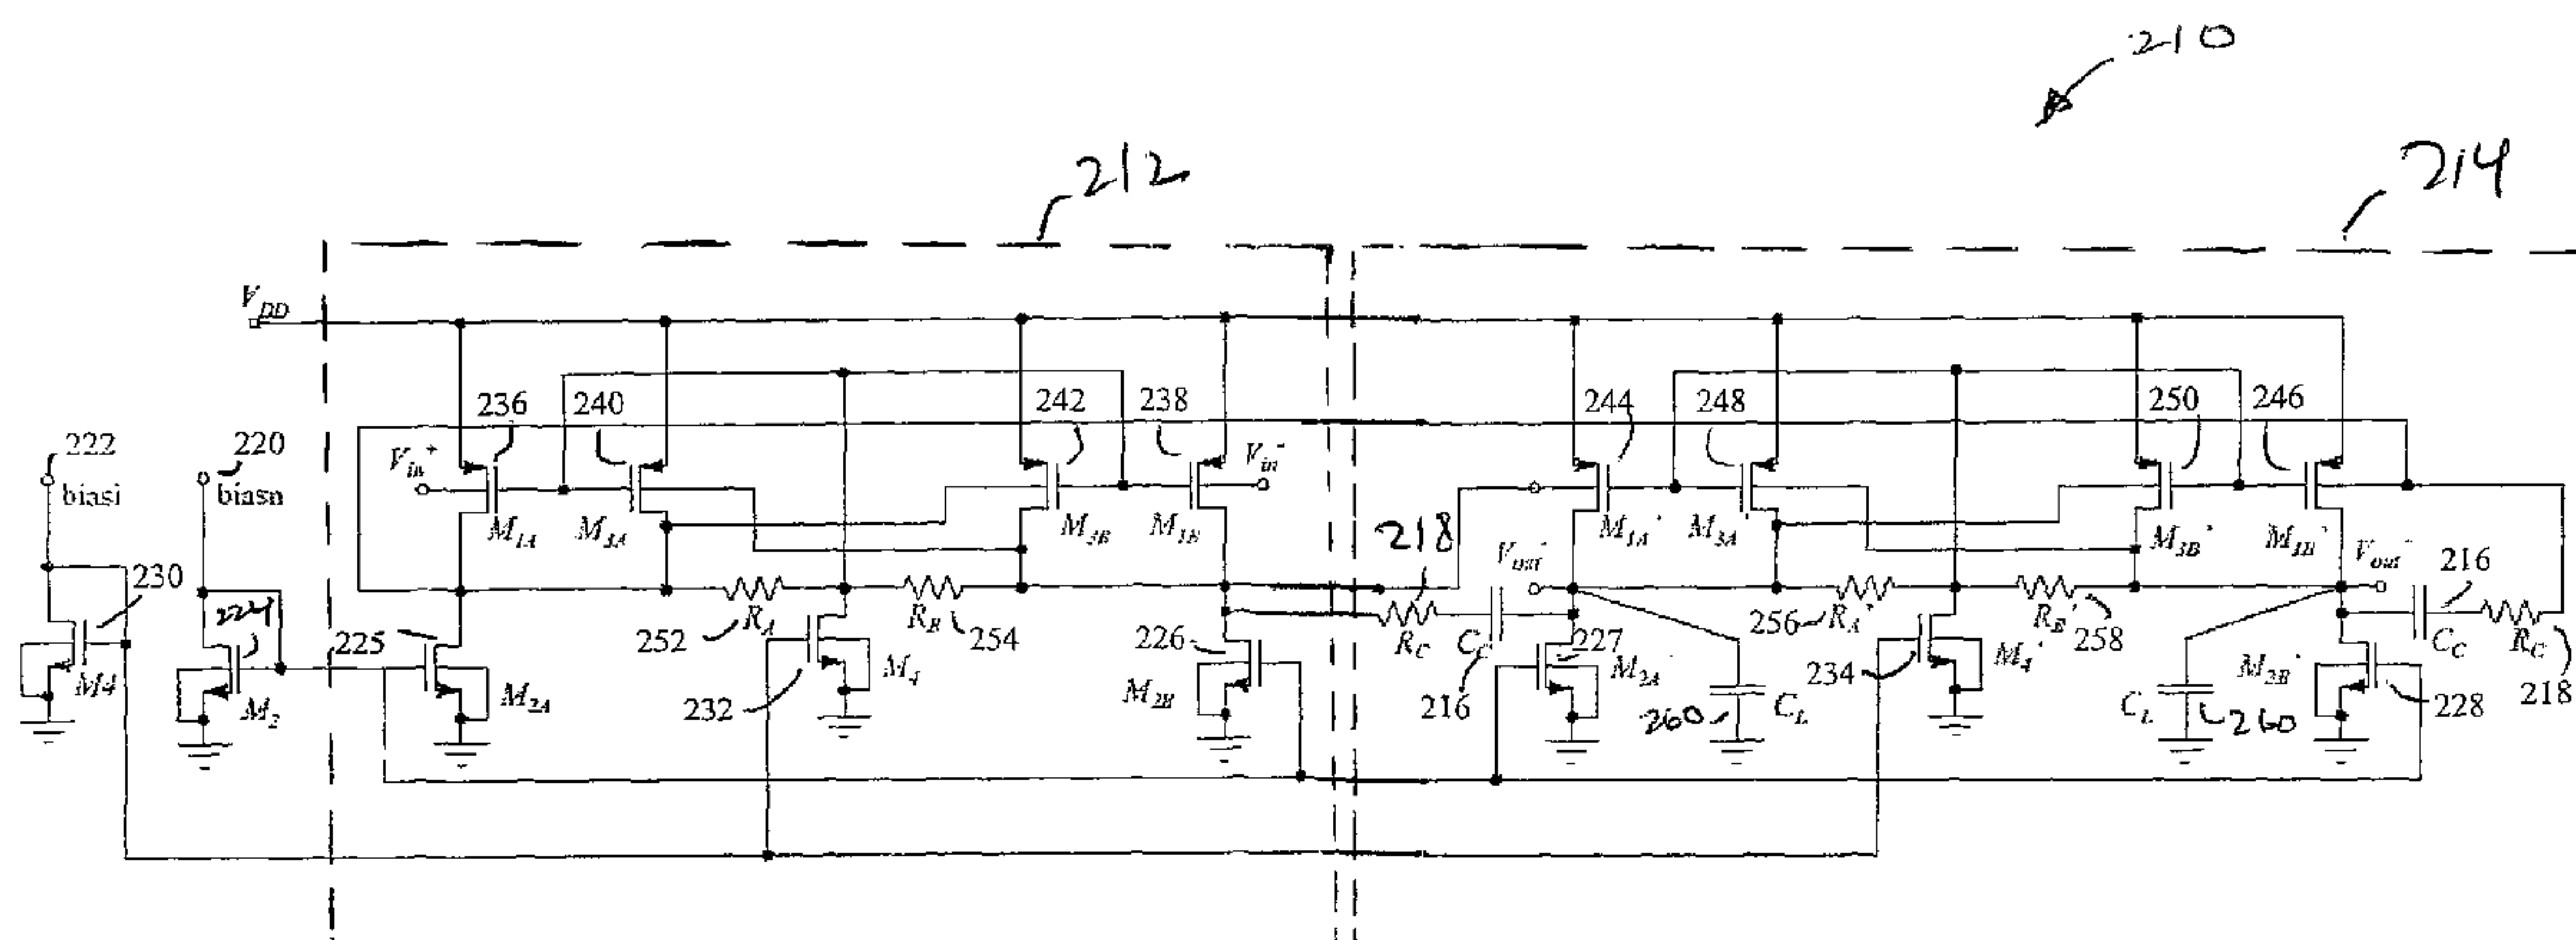 210
212
214
V_DD
236
240
242
238
244
248
250
246
222
biasi
220
biasn
V_in^+
V_in^-
M_1A
M_3A
M_3B
M_1B
M_1A'
M_3A'
M_3B'
M_1B'
218
V_out^-
V_out
216
230
224
225
252
R_A
R_B
254
226
R_C
C_C
227
256
R_A'
R_B'
258
C_C
R_C
M4
M_2
M_2A
232
M_4
M_2B
216
M_2A'
260
C_L
234
M_4'
M_2B'
C_L
260
228
218